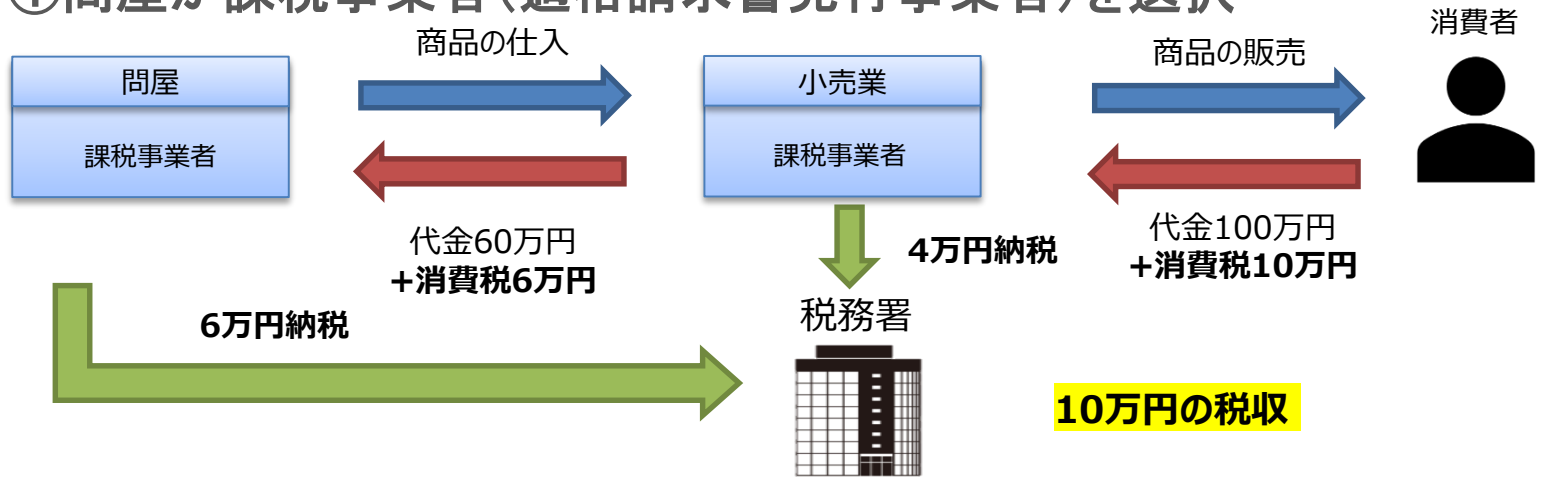 ①問屋が課税事業者（適格請求書発行事業者）を選択
消費者
商品の仕入
商品の販売
問屋
課税事業者
小売業
課税事業者
代金60万円
+消費税6万円
4万円納税
代金100万円
+消費税10万円
6万円納税
税務署
10万円の税収